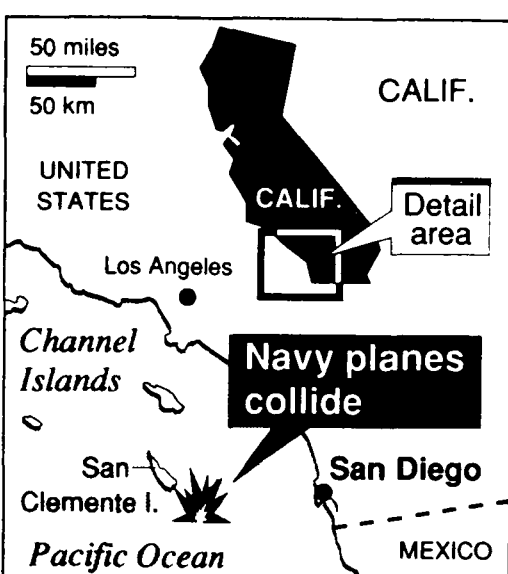 50 miles
50 km
CALIF.
UNITED
STATES
CALIF.
Detail
area
Los Angeles
Channel
Islands
Navy planes
collide
San
Clemente I.
San Diego
Pacific Ocean
MEXICO